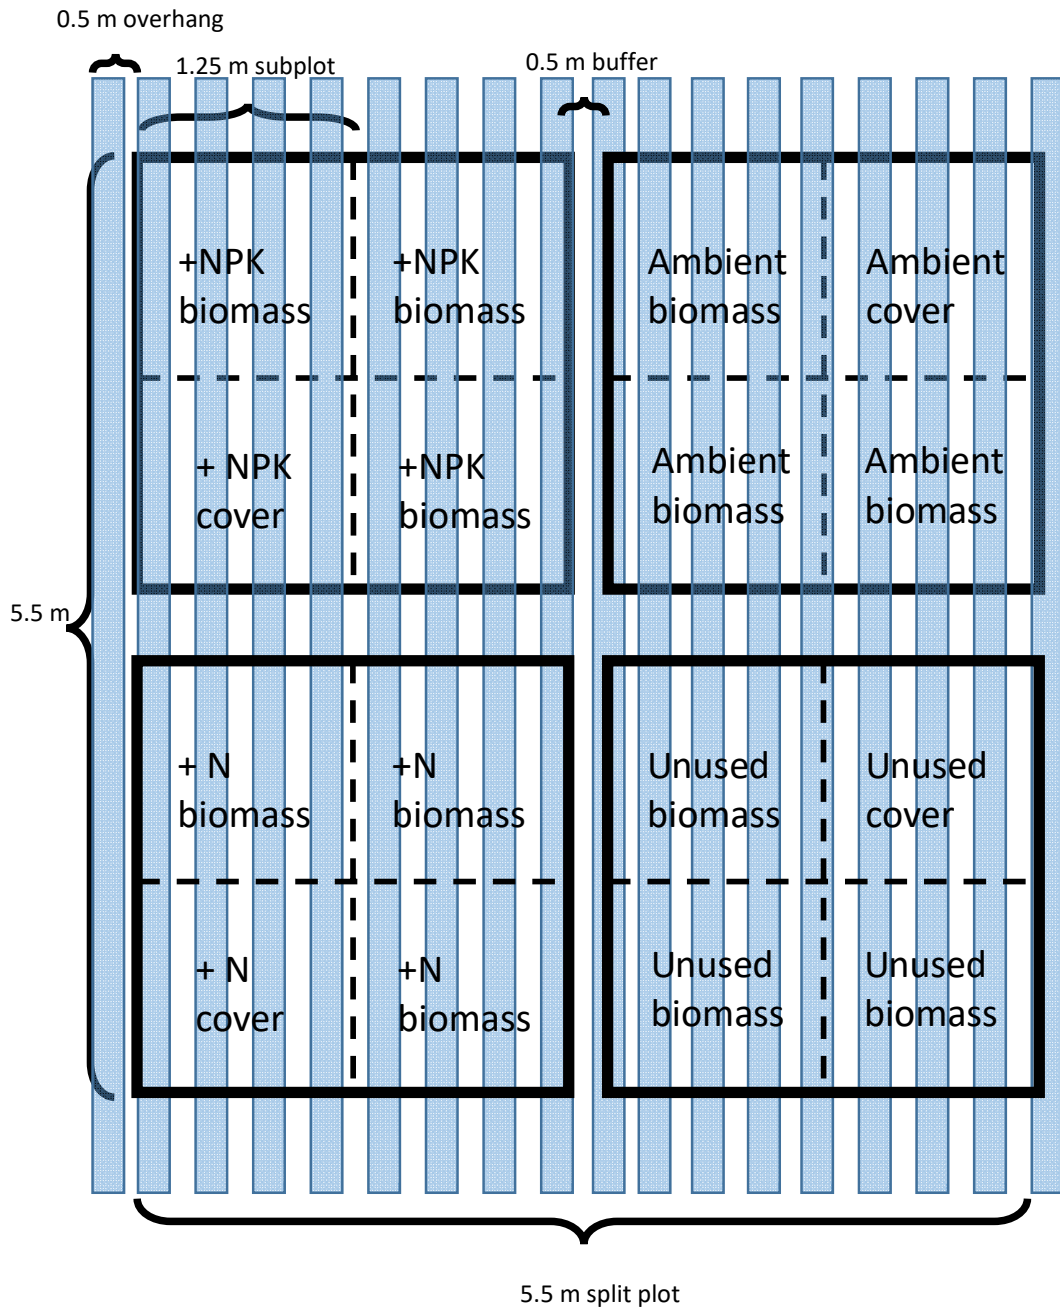 0.5 m overhang
1.25 m subplot
0.5 m buffer
+NPK
biomass
+NPK
biomass
Ambient
biomass
Ambient
cover
+ NPK
cover
+NPK
biomass
Ambient
biomass
Ambient
biomass
5.5 m
+ N
biomass
+N
biomass
Unused
biomass
Unused
cover
+ N
cover
+N
biomass
Unused
biomass
Unused
biomass
5.5 m split plot